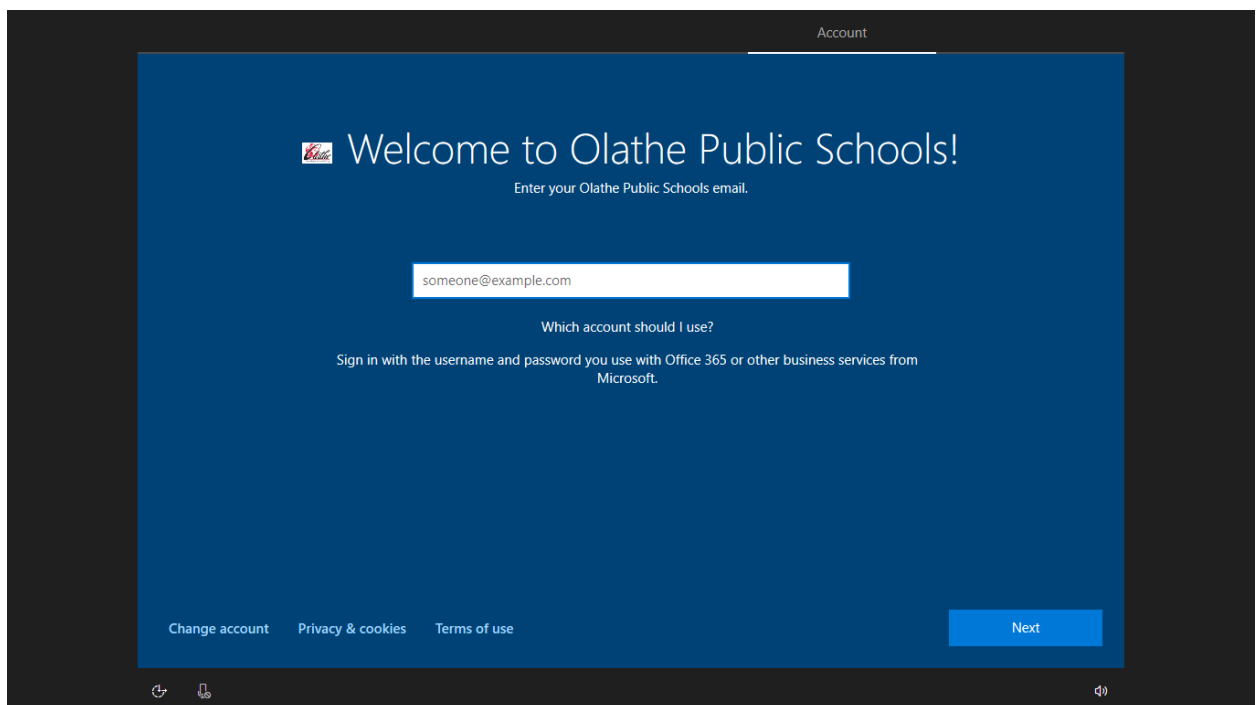 Account
Olathe
Welcome to Olathe Public Schools!
Enter your Olathe Public Schools email.
someone@example.com
Which account should I use?
Sign in with the username and password you use with Office 365 or other business services from
Microsoft.
Change account
Privacy & cookies
Terms of use
Next